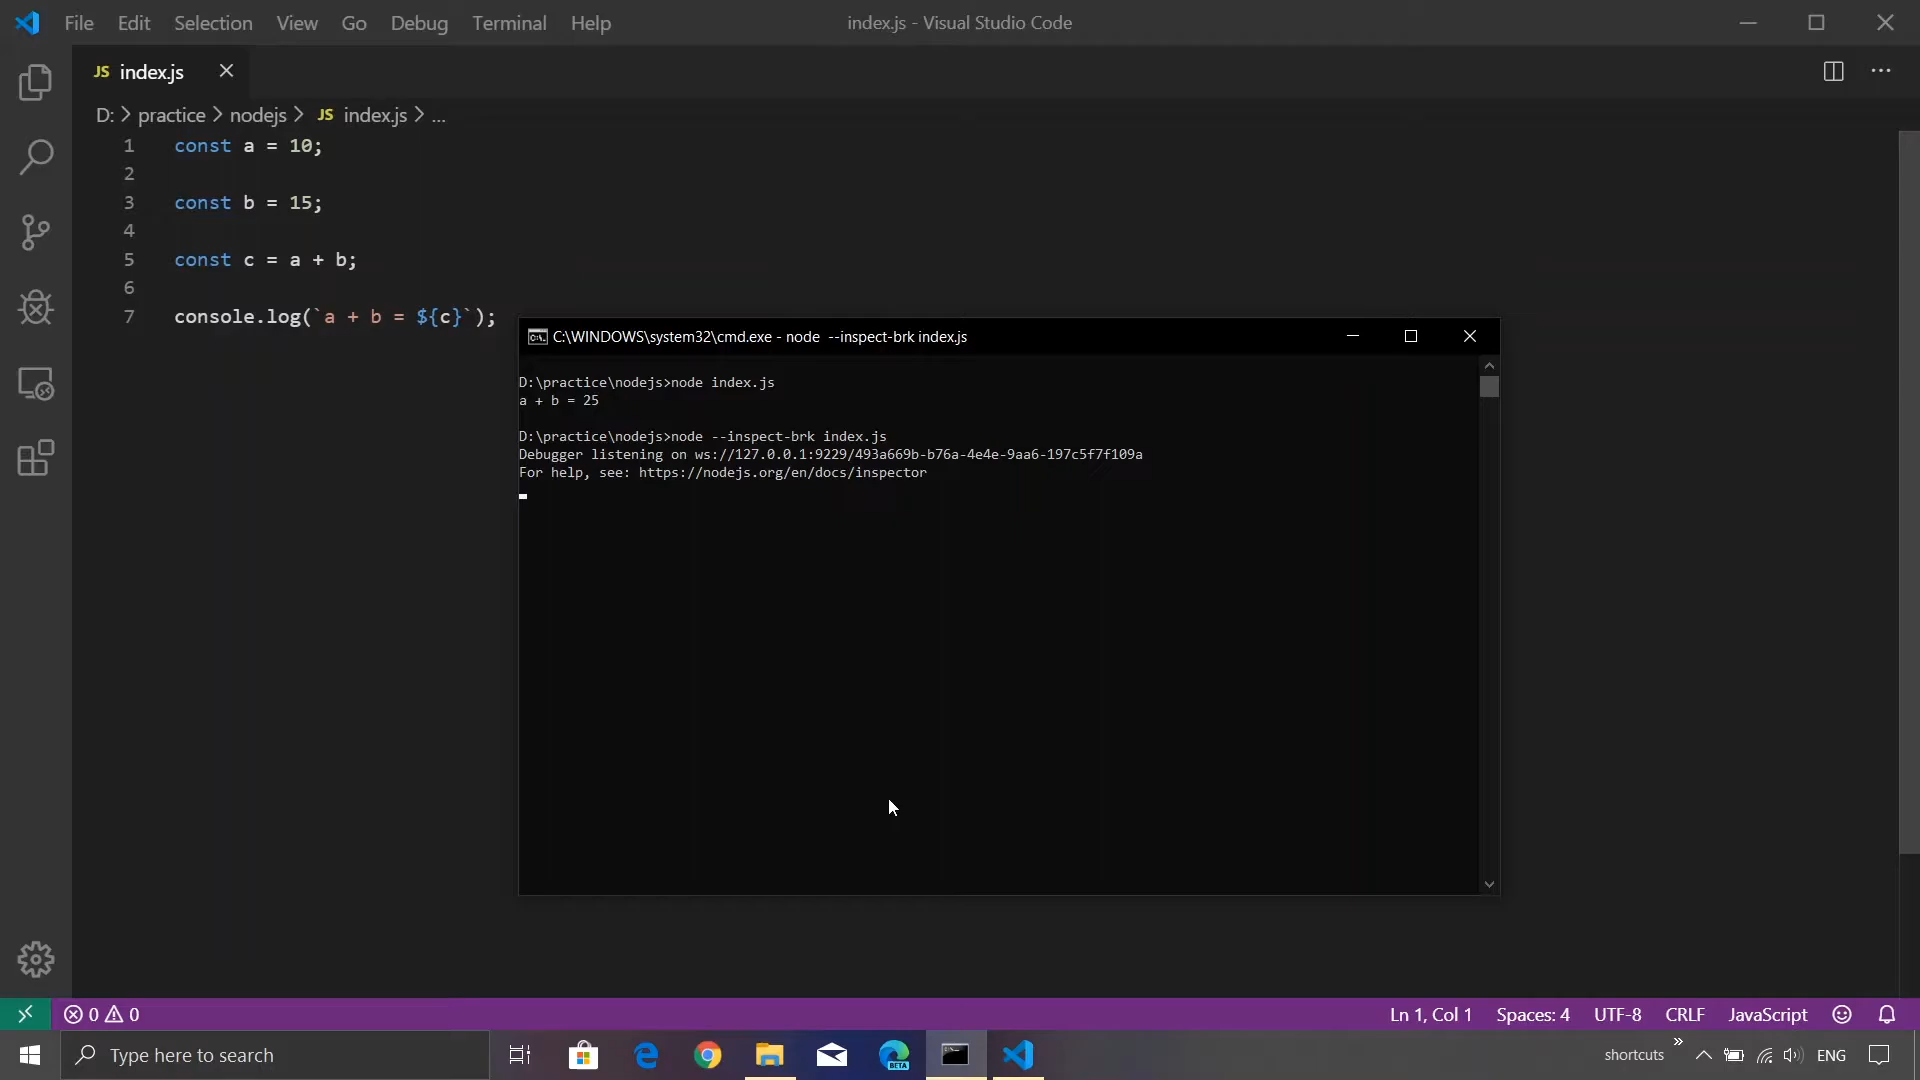 File Edit Selection View Go Debug Terminal Help
index.js - Visual Studio Code
JS index.js
D: > practice > nodejs > JS index.js > ...
1 const a = 10;
2
3 const b = 15;
4
5 const c = a + b;
6
7 console.log(`a + b = ${c}`);
C:\WINDOWS\system32\cmd.exe - node  --inspect-brk index.js
D:\practice\nodejs>node index.js
a + b = 25
D:\practice\nodejs>node --inspect-brk index.js
Debugger listening on ws://127.0.0.1:9229/493a669b-b76a-4e4e-9aa6-197c5f7f109a
For help, see: https://nodejs.org/en/docs/inspector
0 0
Ln 1, Col 1 Spaces: 4 UTF-8 CRLF JavaScript
Type here to search
BETA
shortcuts » ENG